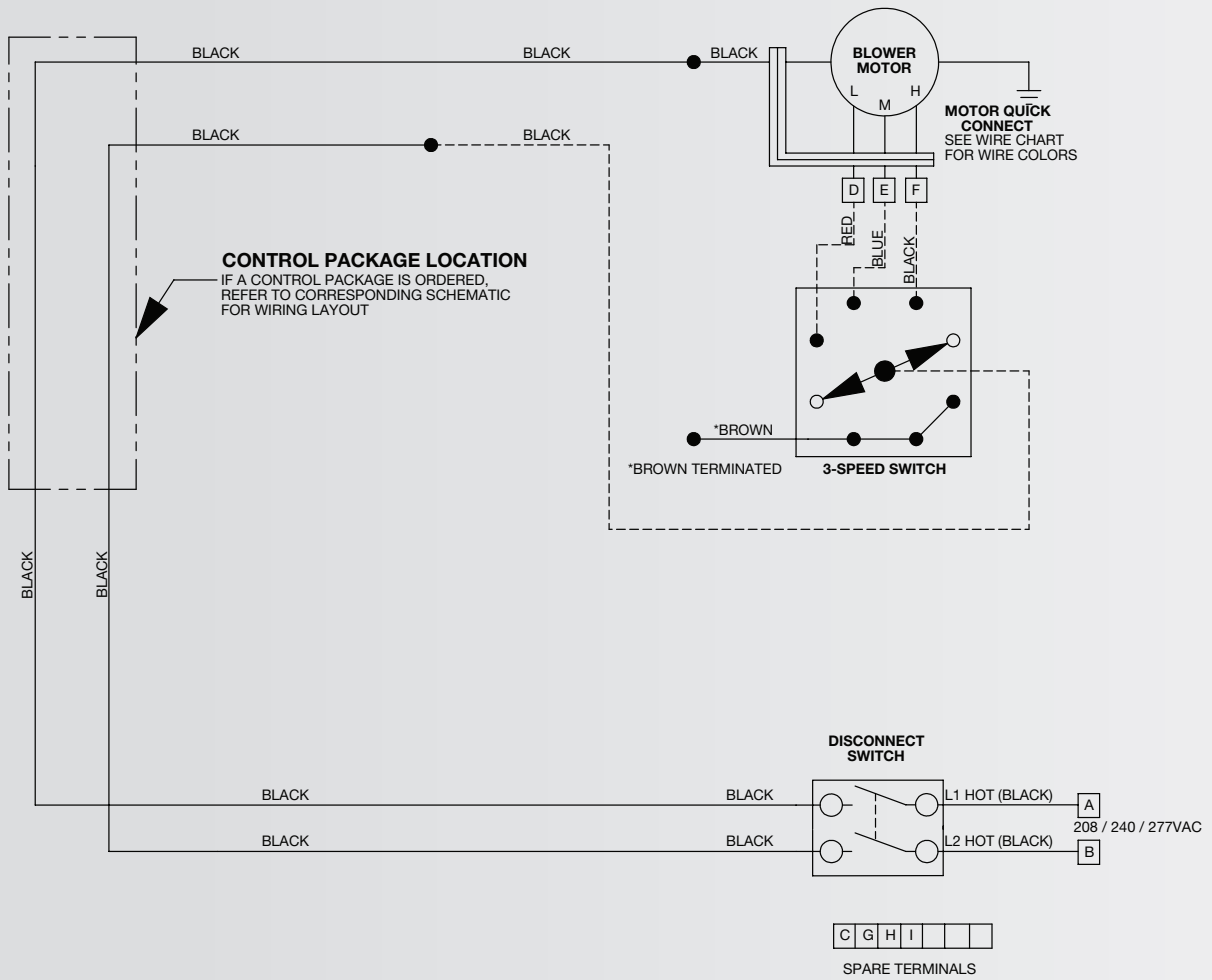 BLACK
BLACK
BLACK
BLOWER
MOTOR
L
M
H
MOTOR QUICK
CONNECT
SEE WIRE CHART
FOR WIRE COLORS
BLACK
BLACK
D
E
F
RED
BLUE
BLACK
CONTROL PACKAGE LOCATION
IF A CONTROL PACKAGE IS ORDERED,
REFER TO CORRESPONDING SCHEMATIC
FOR WIRING LAYOUT
*BROWN
*BROWN TERMINATED
3-SPEED SWITCH
BLACK
BLACK
DISCONNECT
SWITCH
BLACK
BLACK
L1 HOT (BLACK)
A
208 / 240 / 277VAC
BLACK
BLACK
L2 HOT (BLACK)
B
C G H I
SPARE TERMINALS